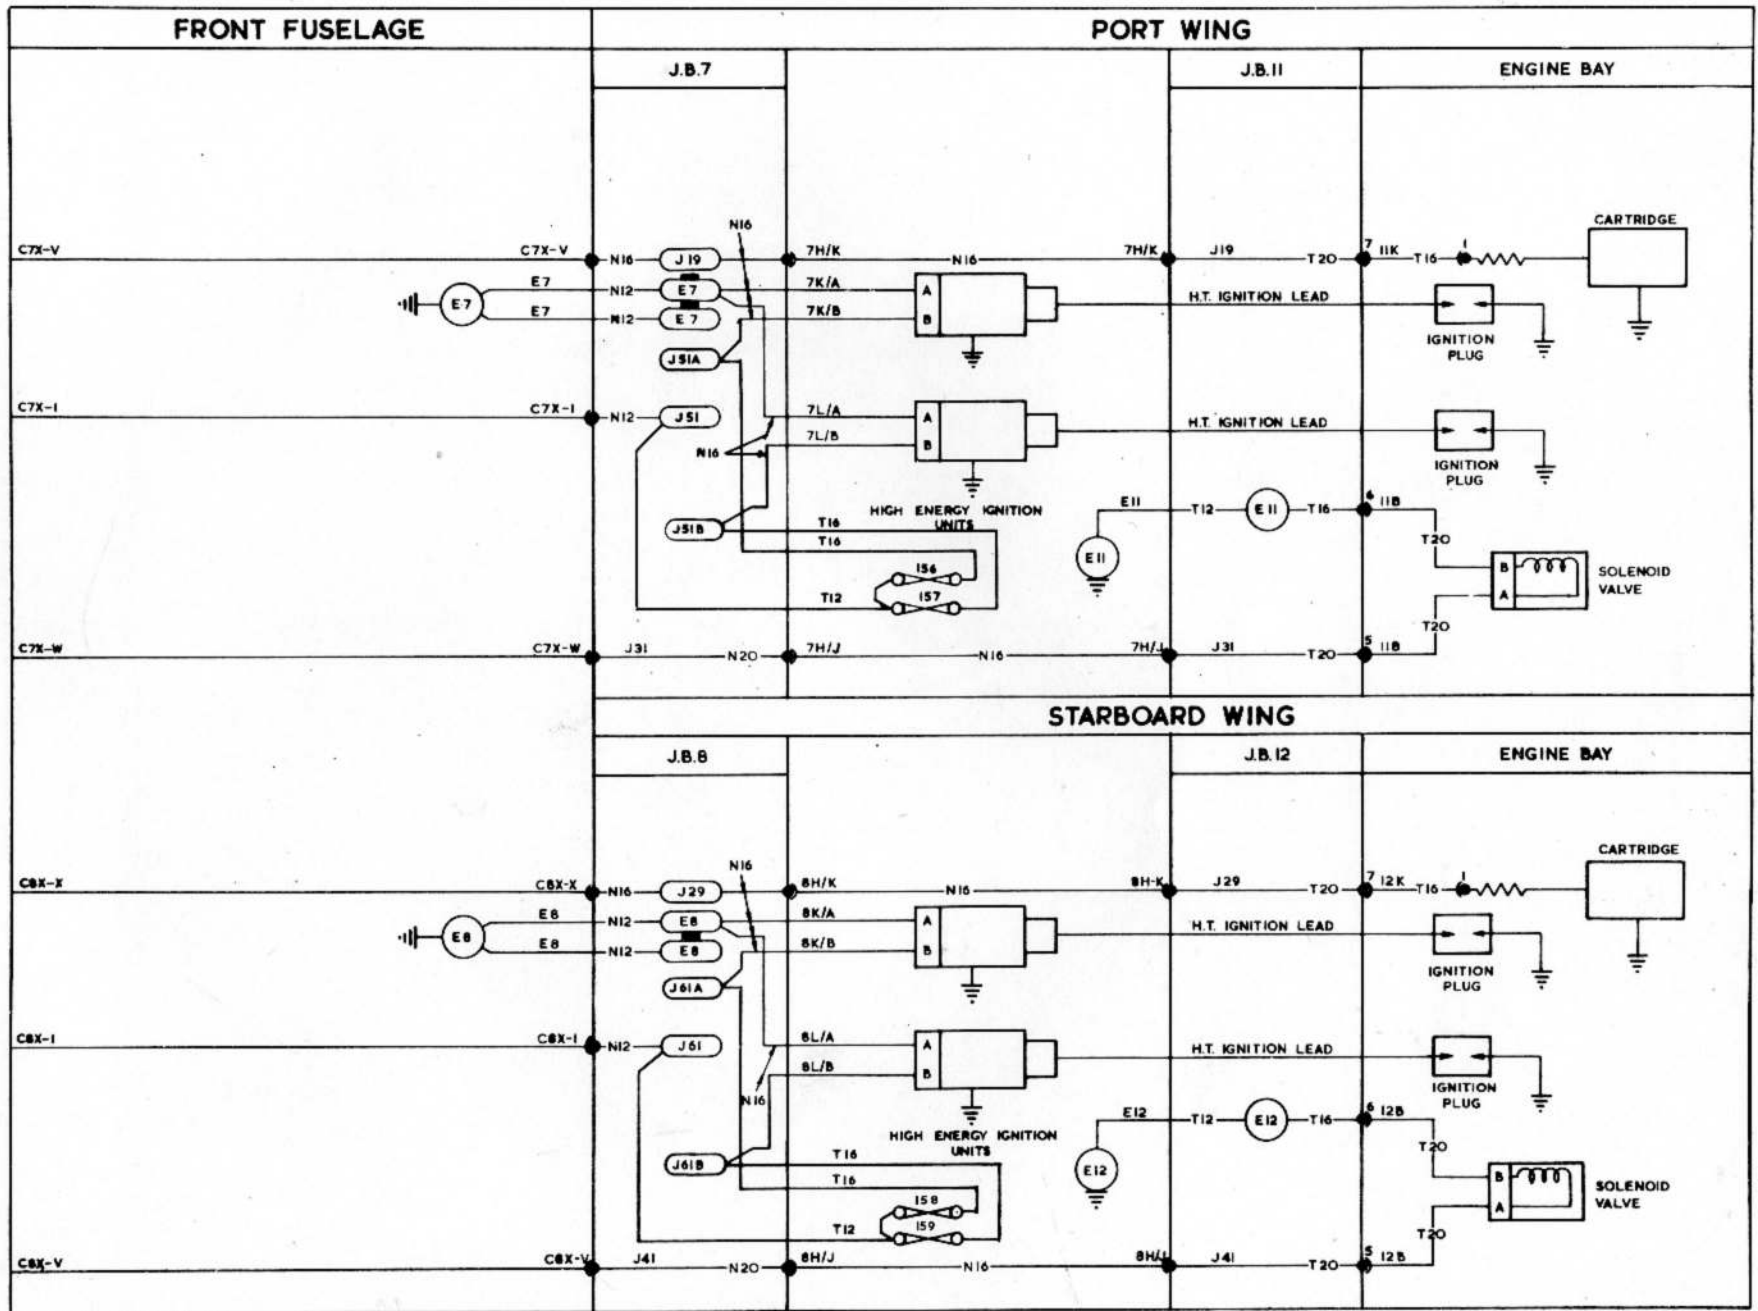 FRONT FUSELAGE
PORT WING
J.B.7
J.B.11
ENGINE BAY
CARTRIDGE
N16
C7X-V C7X-V N16 J19 7H/K N16 7H/K J19 T20 7 11K T16 1
E7 N12 E7 7K/A A
E7
H.T. IGNITION LEAD
E7 N12 E7 7K/B B
IGNITION
PLUG
J51A
C7X-1 C7X-1 N12 J51 7L/A A
H.T. IGNITION LEAD
7L/B B
N16
IGNITION
PLUG
HIGH ENERGY IGNITION
UNITS
E11 T12 E11 T16 6 11B
J51B T16
T16
T20
E11
156
157
T12
B
A
SOLENOID
VALVE
T20
C7X-W C7X-W J31 N20 7H/J N16 7H/J J31 T20 5 11B
STARBOARD WING
J.B.8
J.B.12
ENGINE BAY
CARTRIDGE
N16
C8X-X C8X-X N16 J29 8H/K N16 8H-K J29 T20 7 12K T16 1
E8 N12 E8 8K/A A
E8
H.T. IGNITION LEAD
E8 N12 E8 8K/B B
IGNITION
PLUG
J61A
C8X-1 C8X-1 N12 J61 8L/A A
H.T. IGNITION LEAD
8L/B B
N16
IGNITION
PLUG
HIGH ENERGY IGNITION
UNITS
E12 T12 E12 T16 6 12B
J61B T16
T16
T20
E12
158
159
T12
B
A
SOLENOID
VALVE
T20
C8X-V C8X-V J41 N20 8H/J N16 8H/J J41 T20 5 12B